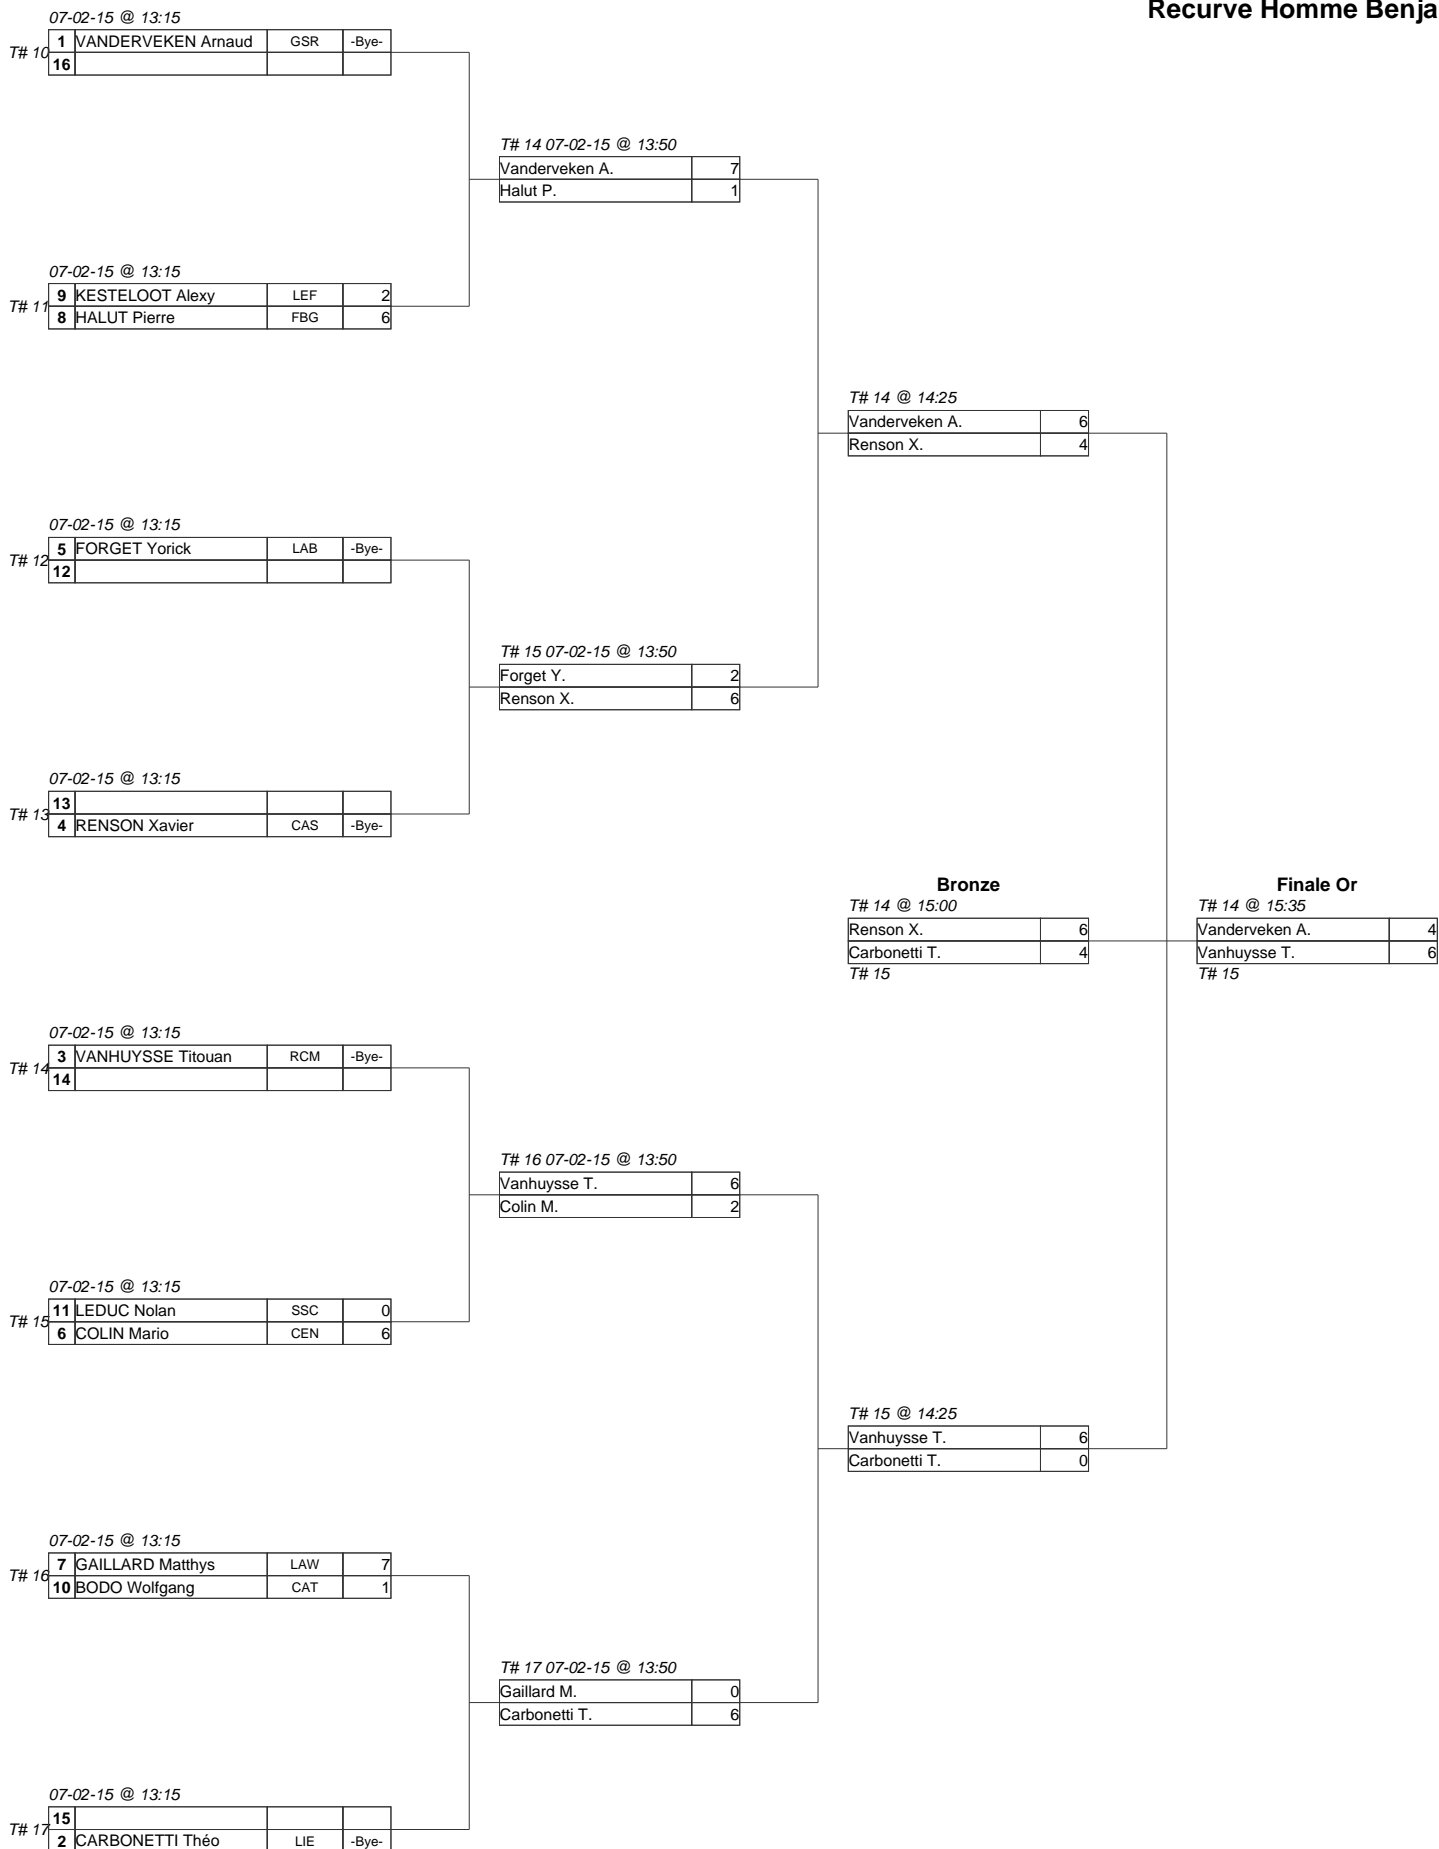 Recurve Homme Benja
07-02-15 @ 13:15
T# 10
1 VANDERVEKEN Arnaud GSR -Bye-
16
T# 14 07-02-15 @ 13:50
Vanderveken A. 7
Halut P. 1
07-02-15 @ 13:15
T# 11
9 KESTELOOT Alexy LEF 2
8 HALUT Pierre FBG 6
T# 14 @ 14:25
Vanderveken A. 6
Renson X. 4
07-02-15 @ 13:15
T# 12
5 FORGET Yorick LAB -Bye-
12
T# 15 07-02-15 @ 13:50
Forget Y. 2
Renson X. 6
07-02-15 @ 13:15
T# 13
13
4 RENSON Xavier CAS -Bye-
Bronze
T# 14 @ 15:00
Renson X. 6
Carbonetti T. 4
T# 15
Finale Or
T# 14 @ 15:35
Vanderveken A. 4
Vanhuysse T. 6
T# 15
07-02-15 @ 13:15
T# 14
3 VANHUYSSE Titouan RCM -Bye-
14
T# 16 07-02-15 @ 13:50
Vanhuysse T. 6
Colin M. 2
07-02-15 @ 13:15
T# 15
11 LEDUC Nolan SSC 0
6 COLIN Mario CEN 6
T# 15 @ 14:25
Vanhuysse T. 6
Carbonetti T. 0
07-02-15 @ 13:15
T# 16
7 GAILLARD Matthys LAW 7
10 BODO Wolfgang CAT 1
T# 17 07-02-15 @ 13:50
Gaillard M. 0
Carbonetti T. 6
07-02-15 @ 13:15
T# 17
15
2 CARBONETTI Théo LIE -Bye-